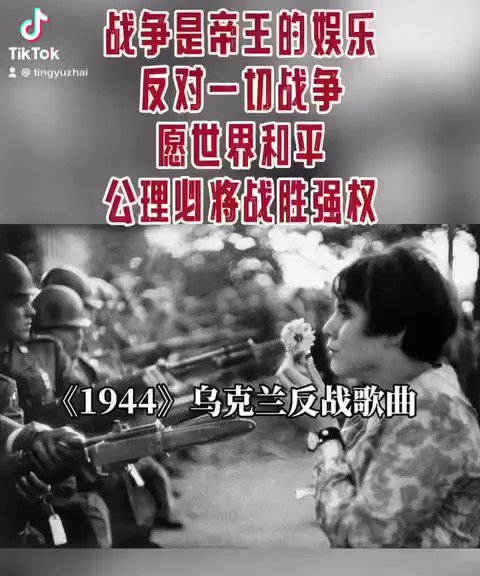 战争是帝王的娱乐
TikTok
@tingyuzhai
反对一切战争
愿世界和平
公理必将战胜强权
《1944》乌克兰反战歌曲